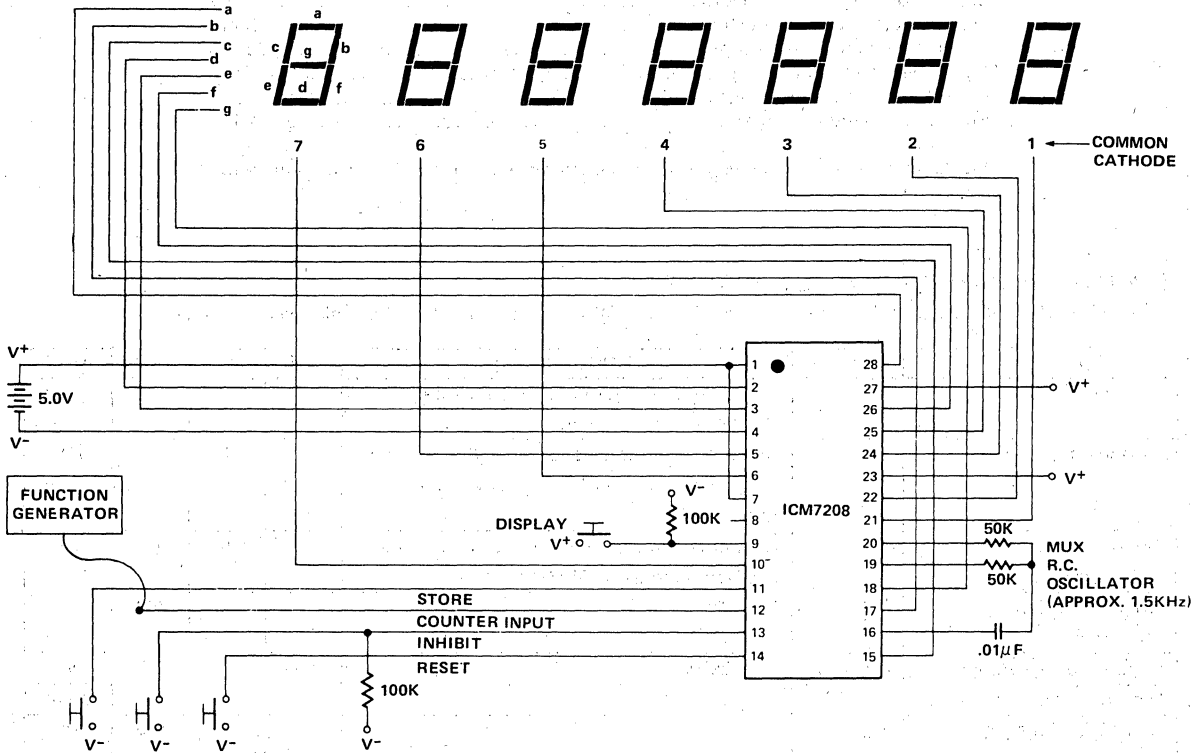 a
b
c
d
e
f
g
a
c g b
e d f
7 6 5 4 3 2 1 COMMON
CATHODE
V+
5.0V
V-
FUNCTION
GENERATOR
1 28
2 27 V+
3 26
4 25
5 24
6 23 V+
7 22
8 ICM7208 21
9 20
10 19
11 18
12 17
13 16
14 15
V-
100K
DISPLAY
V+
50K
50K
MUX
R.C.
OSCILLATOR
(APPROX. 1.5KHz)
.01μF
STORE
COUNTER INPUT
INHIBIT
RESET
100K
V-
V-
V-
V-